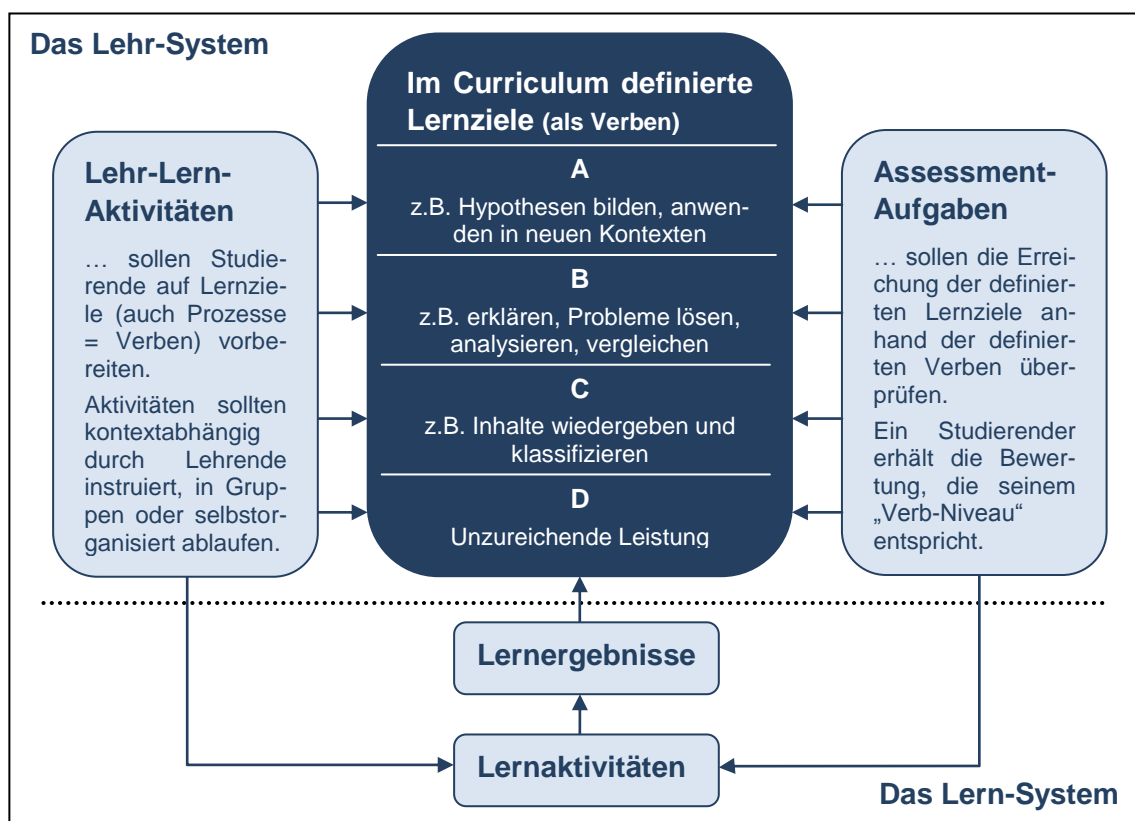 Das Lehr-System
Im Curriculum definierte
Lernziele (als Verben)
A
z.B. Hypothesen bilden, anwen-
den in neuen Kontexten
B
z.B. erklären, Probleme lösen,
analysieren, vergleichen
C
z.B. Inhalte wiedergeben und
klassifizieren
D
Unzureichende Leistung
Lehr-Lern-
Aktivitäten
… sollen Studie-
rende auf Lernzie-
le (auch Prozesse
= Verben) vorbe-
reiten.
Aktivitäten sollten
kontextabhängig
durch Lehrende
instruiert, in Grup-
pen oder selbstor-
ganisiert ablaufen.
Assessment-
Aufgaben
… sollen die Errei-
chung der definier-
ten Lernziele an-
hand der definier-
ten Verben über-
prüfen.
Ein Studierender
erhält die Bewer-
tung, die seinem
„Verb-Niveau“
entspricht.
Lernergebnisse
Lernaktivitäten
Das Lern-System